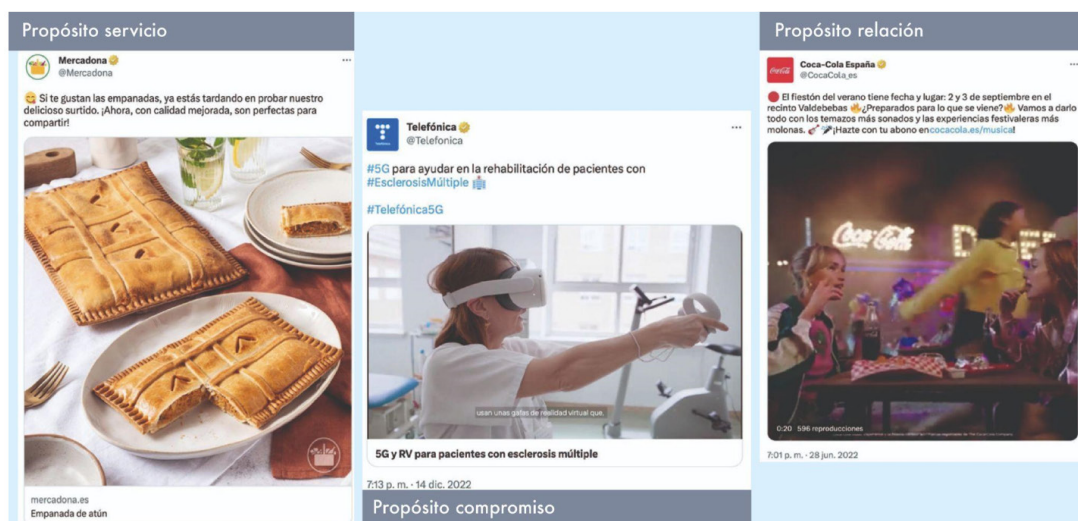 Propósito servicio
Mercadona
@Mercadona
😋 Si te gustan las empanadas, ya estás tardando en probar nuestro
delicioso surtido. ¡Ahora, con calidad mejorada, son perfectas para
compartir!
mercadona.es
Empanada de atún
Telefónica
@Telefonica
#5G para ayudar en la rehabilitación de pacientes con
#EsclerosisMúltiple 🏥
#Telefónica5G
Telefónica
usan unas gafas de realidad virtual que,
5G y RV para pacientes con esclerosis múltiple
7:13 p. m. · 14 dic. 2022
Propósito compromiso
Propósito relación
Coca-Cola
Coca-Cola España
@CocaCola_es
🔴 El fiestón del verano tiene fecha y lugar: 2 y 3 de septiembre en el
recinto Valdebebas 🔥¿Preparados para lo que se viene?🔥 Vamos a darlo
todo con los temazos más sonados y las experiencias festivaleras más
molonas. 🎸🎤¡Hazte con tu abono en cocacola.es/musica!
Coca-Cola
0:20 596 reproducciones
7:01 p. m. · 28 jun. 2022